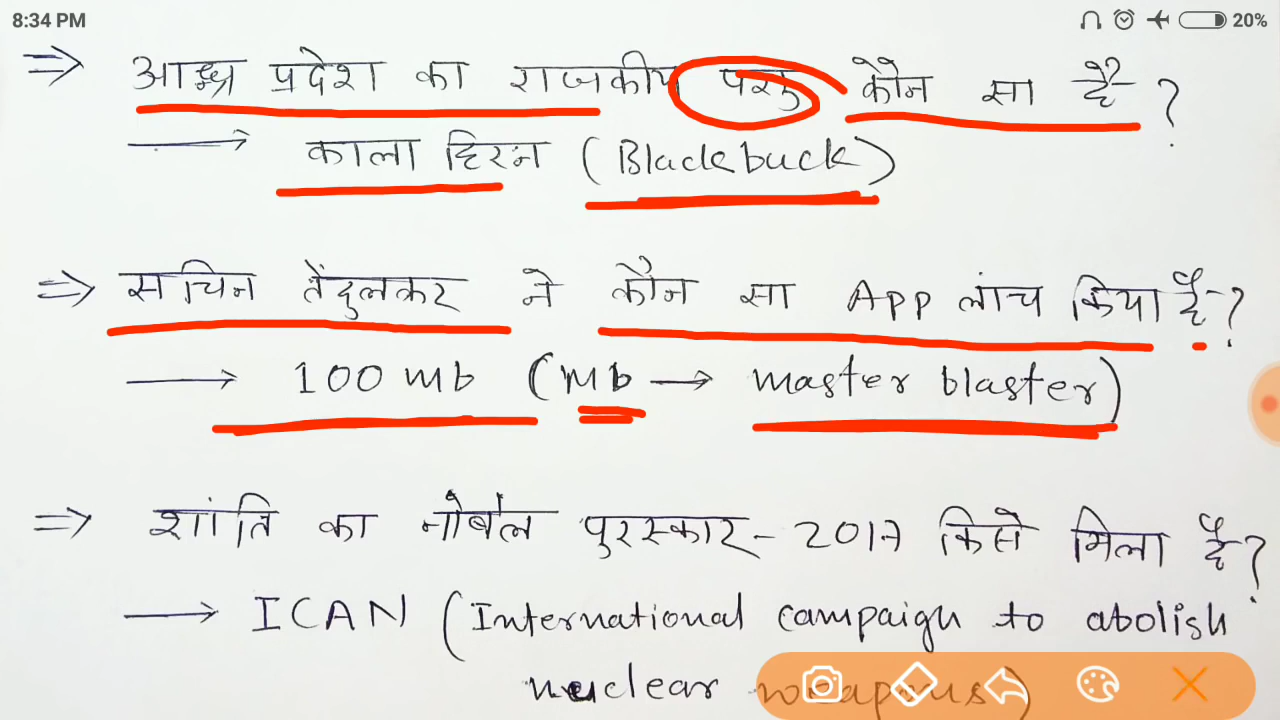 8:34 PM 20%
⇒ आन्ध्र प्रदेश का राजकीय पशु कौन सा है ?
→ काला हिरन (Blackbuck)
⇒ सचिन तेंदुलकर ने कौन सा App लांच किया है ?
→ 100 mb (mb → master blaster)
⇒ शांति का नोबेल पुरस्कार - 2017 किसे मिला है ?
→ ICAN (International campaign to abolish
nuclear weapons)